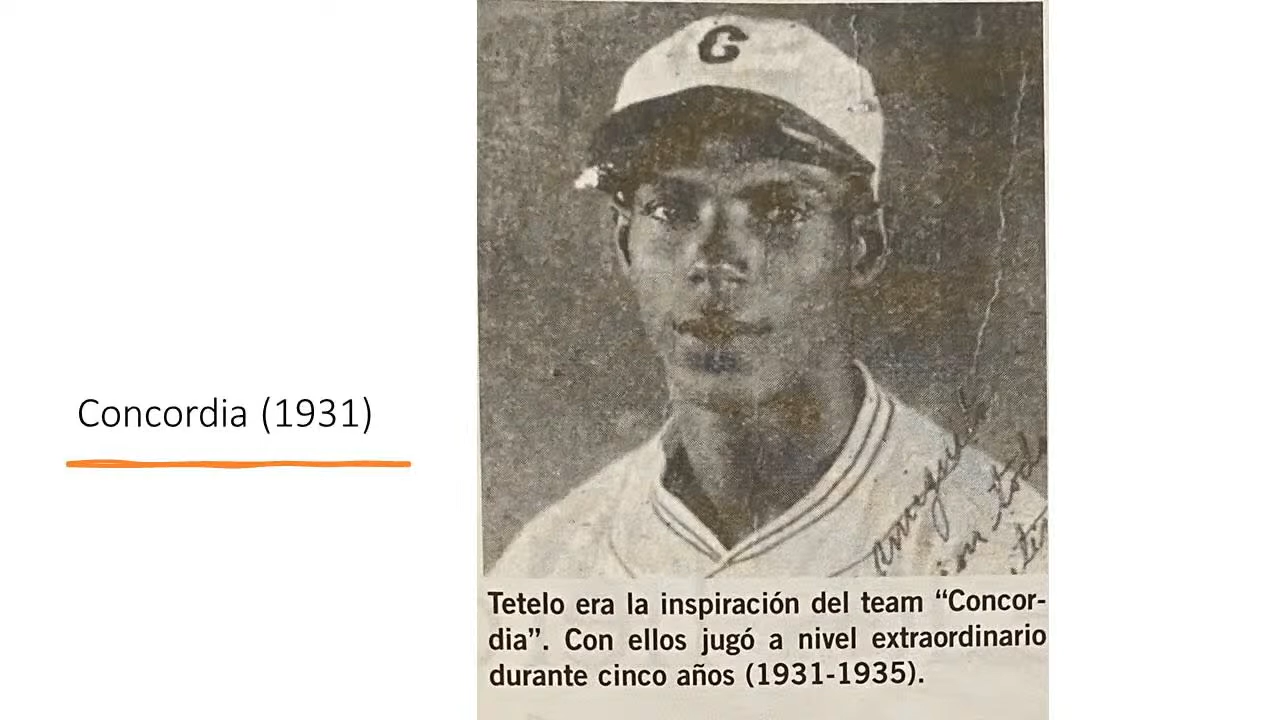 C
Concordia (1931)
todo
Tetelo era la inspiración del team “Concor-
dia”. Con ellos jugó a nivel extraordinario
durante cinco años (1931-1935).